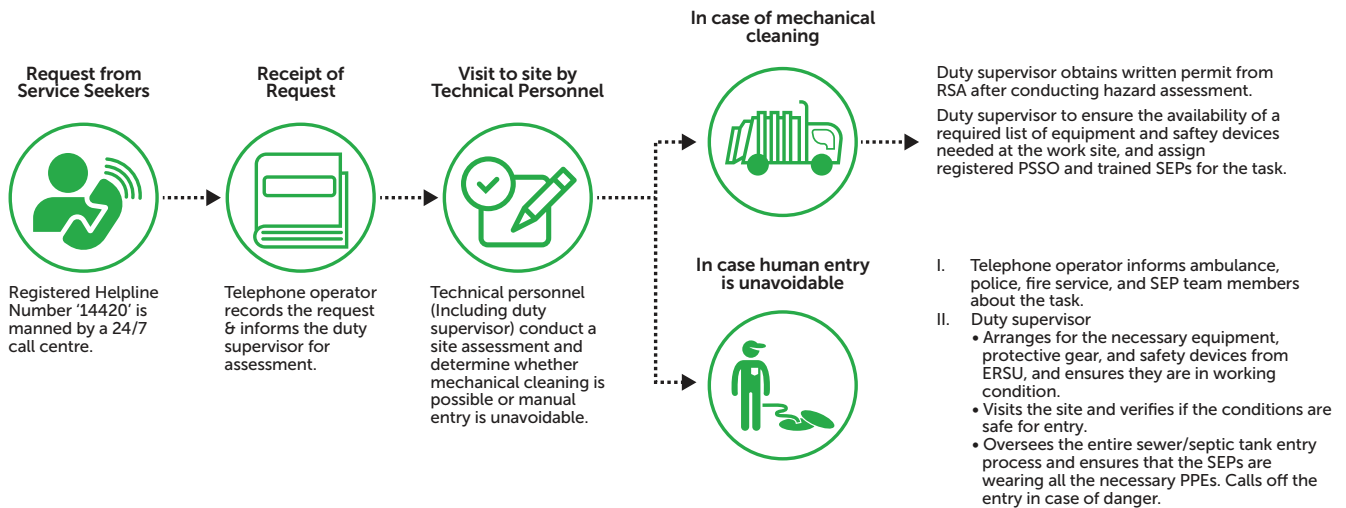 Request from
Service Seekers
Registered Helpline
Number ‘14420’ is
manned by a 24/7
call centre.
Receipt of
Request
Telephone operator
records the request
& informs the duty
supervisor for
assessment.
Visit to site by
Technical Personnel
Technical personnel
(Including duty
supervisor) conduct a
site assessment and
determine whether
mechanical cleaning is
possible or manual
entry is unavoidable.
In case of mechanical
cleaning
Duty supervisor obtains written permit from
RSA after conducting hazard assessment.
Duty supervisor to ensure the availability of a
required list of equipment and saftey devices
needed at the work site, and assign
registered PSSO and trained SEPs for the task.
In case human entry
is unavoidable
I. Telephone operator informs ambulance,
police, fire service, and SEP team members
about the task.
II. Duty supervisor
• Arranges for the necessary equipment,
protective gear, and safety devices from
ERSU, and ensures they are in working
condition.
• Visits the site and verifies if the conditions are
safe for entry.
• Oversees the entire sewer/septic tank entry
process and ensures that the SEPs are
wearing all the necessary PPEs. Calls off the
entry in case of danger.